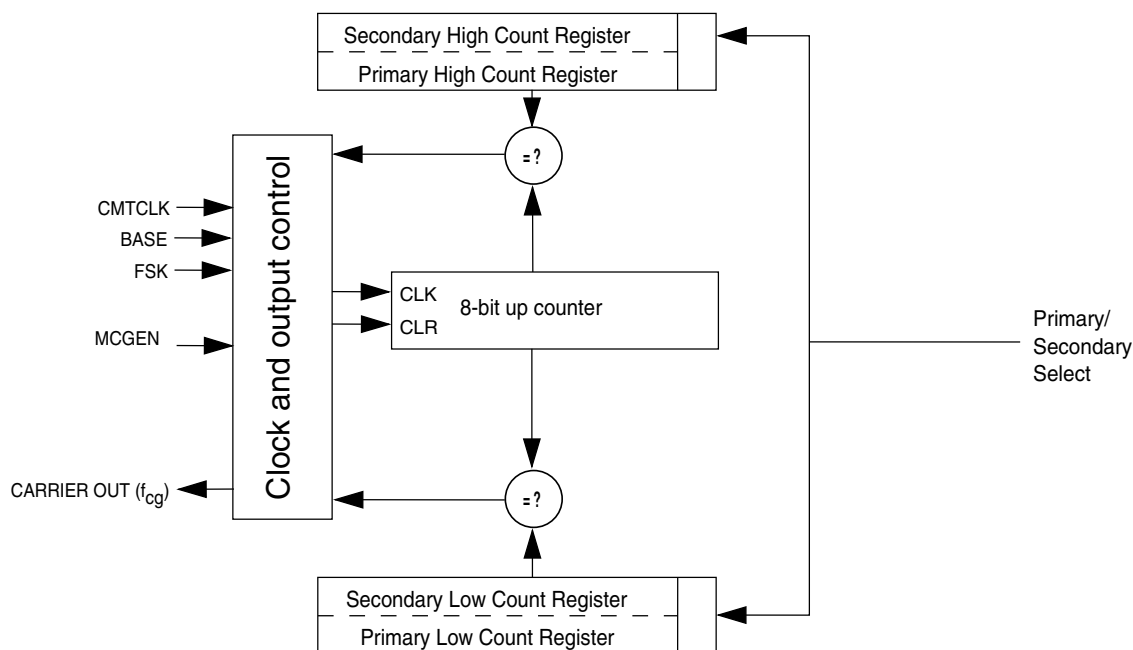 Secondary High Count Register
Primary High Count Register
= ?
Clock and output control
CMTCLK
BASE
FSK
MCGEN
CLK
CLR
8-bit up counter
Primary/
Secondary
Select
CARRIER OUT (fcg)
= ?
Secondary Low Count Register
Primary Low Count Register